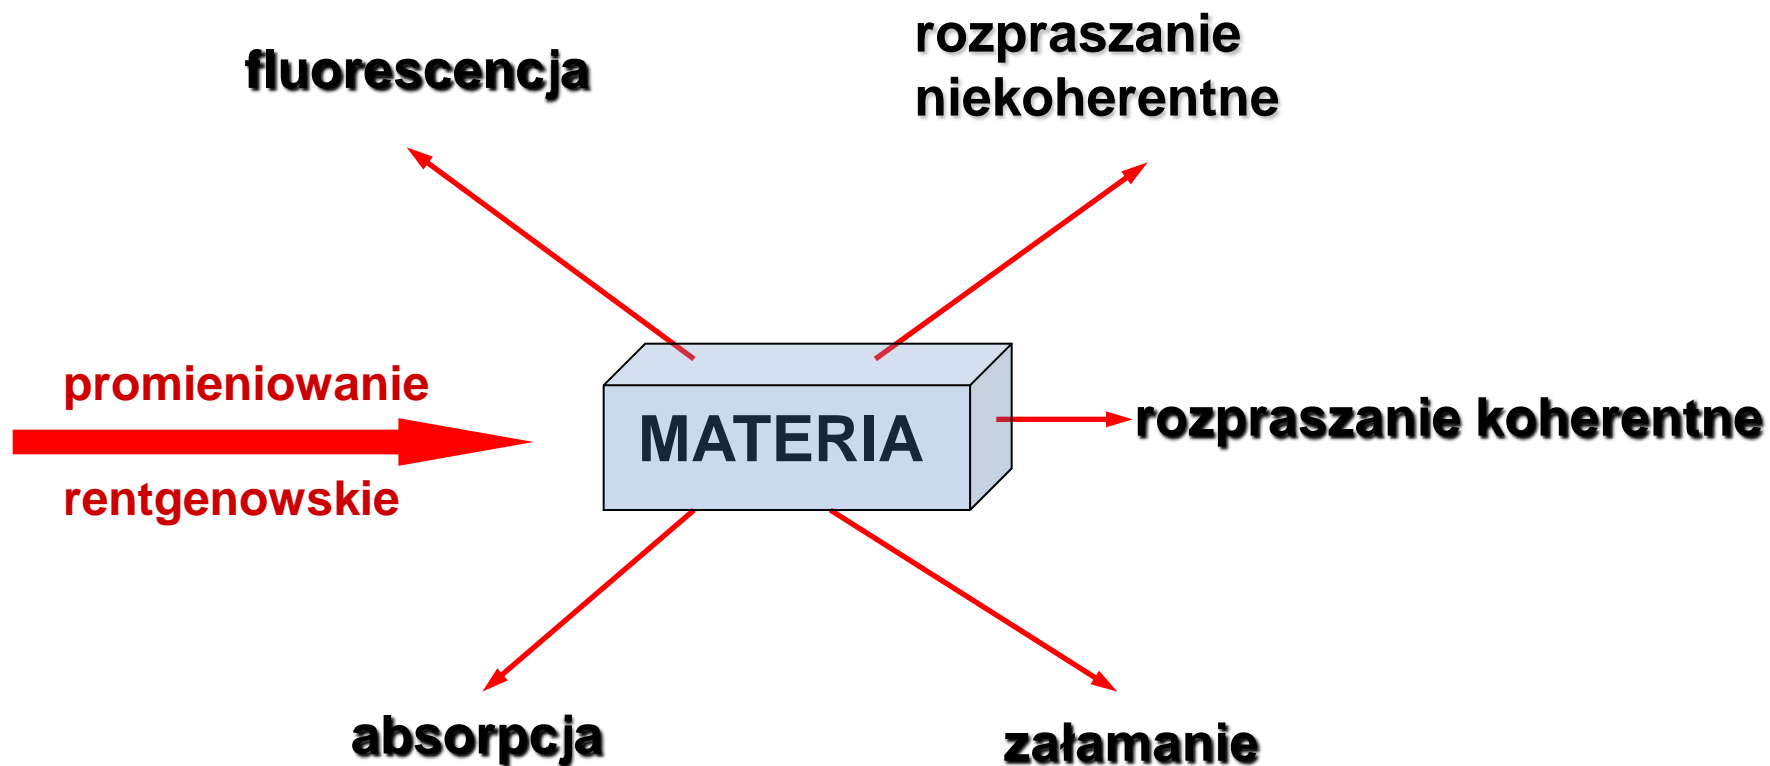 fluorescencja
rozpraszanie
niekoherentne
promieniowanie
rentgenowskie
MATERIA
rozpraszanie koherentne
absorpcja
załamanie